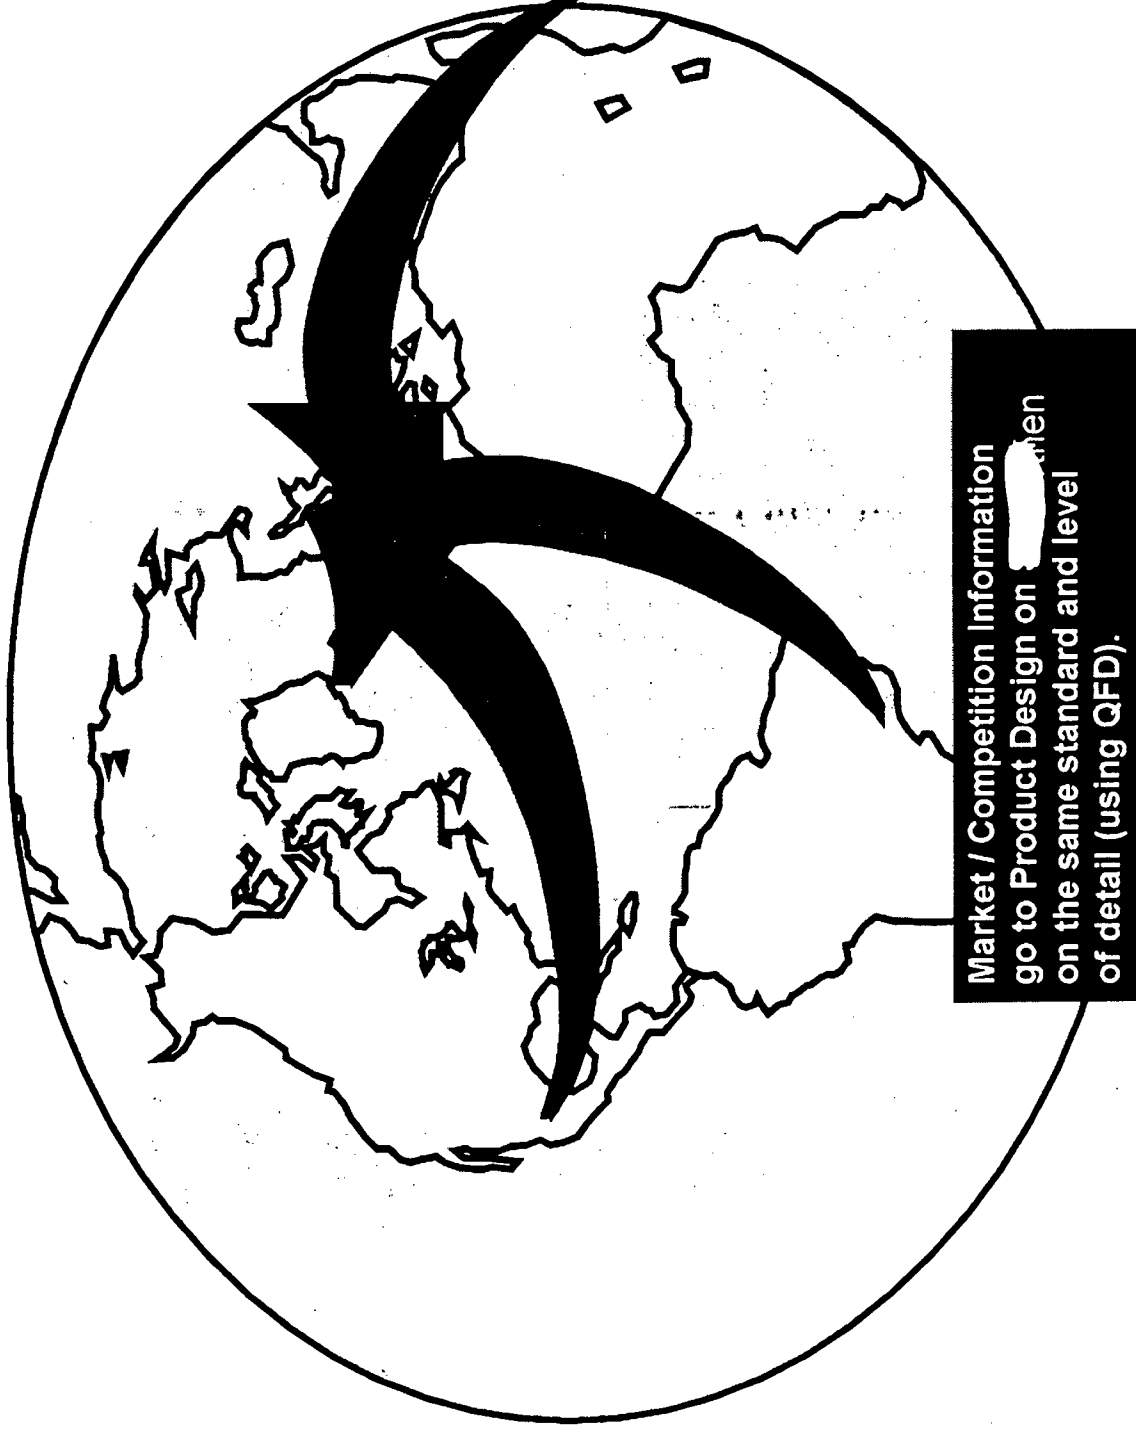 Market / Competition Information
go to Product Design on
on the same standard and level
of detail (using QFD).